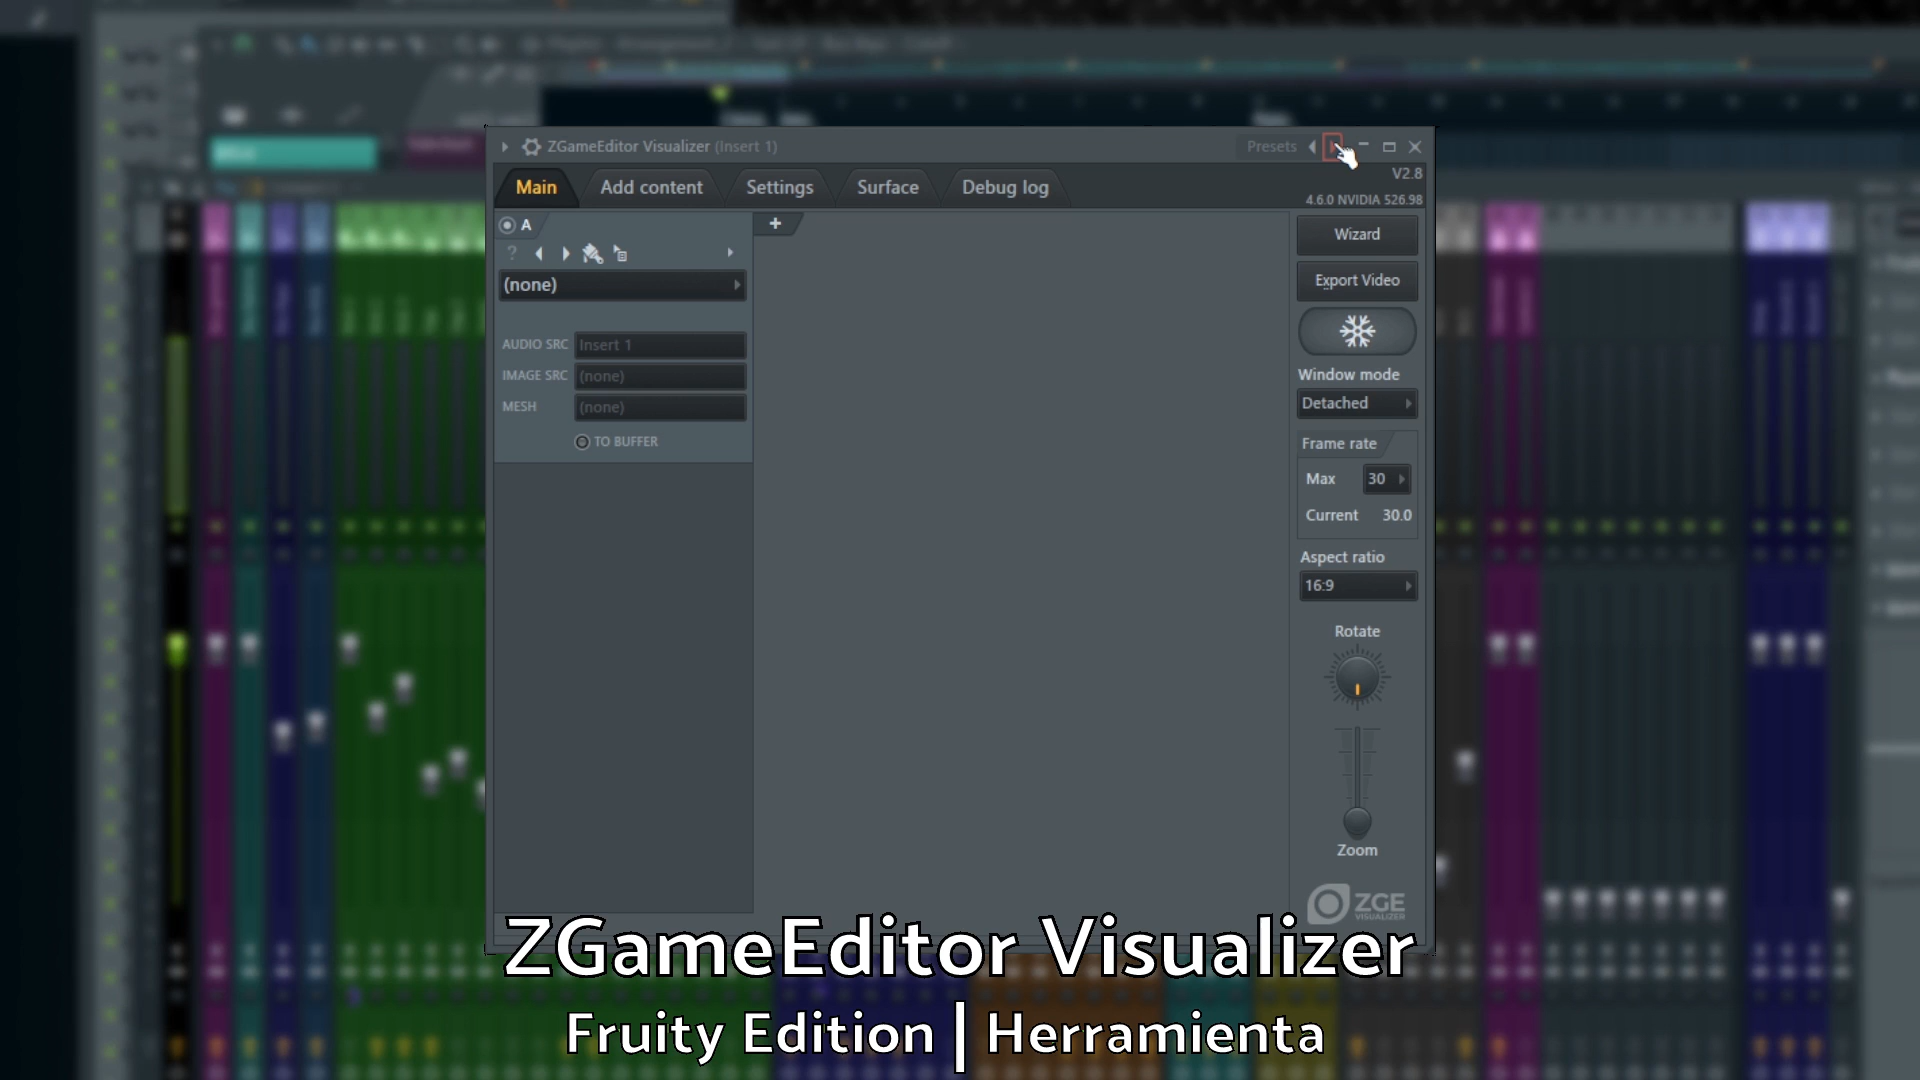 ZGameEditor Visualizer (Insert 1)
Presets
Main
Add content
Settings
Surface
Debug log
V2.8
4.6.0 NVIDIA 526.98
A
?
+
(none)
AUDIO SRC
Insert 1
IMAGE SRC
(none)
MESH
(none)
TO BUFFER
Wizard
Export Video
Window mode
Detached
Frame rate
Max
30
Current
30.0
Aspect ratio
16:9
Rotate
Zoom
ZGE
VISUALIZER
ZGameEditor Visualizer
Fruity Edition | Herramienta